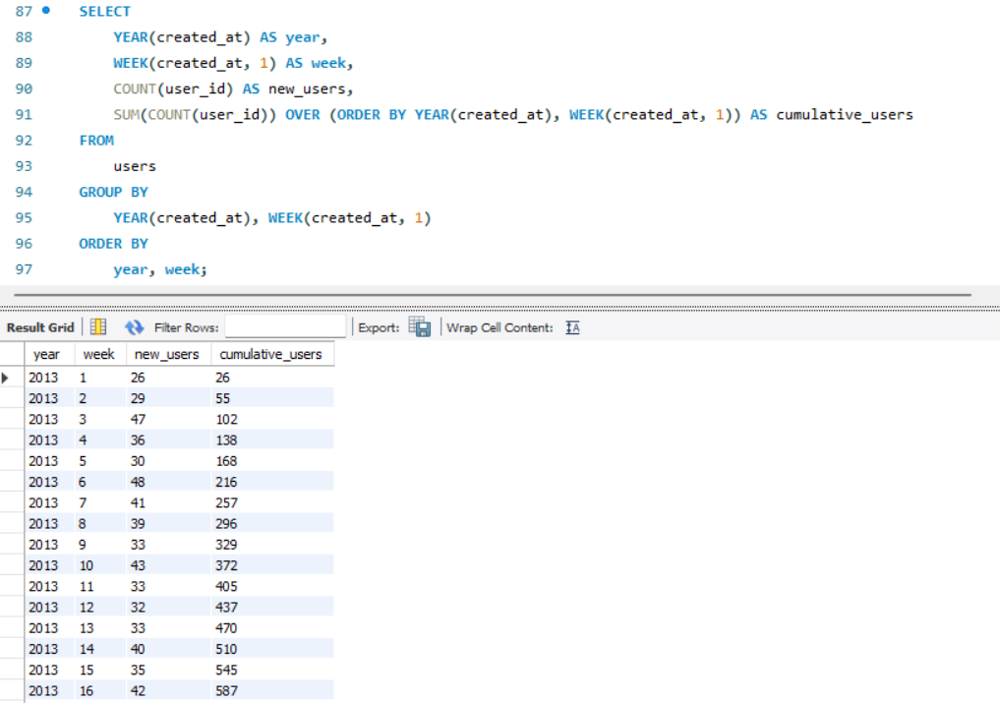 87 SELECT
88 YEAR(created_at) AS year,
89 WEEK(created_at, 1) AS week,
90 COUNT(user_id) AS new_users,
91 SUM(COUNT(user_id)) OVER (ORDER BY YEAR(created_at), WEEK(created_at, 1)) AS cumulative_users
92 FROM
93 users
94 GROUP BY
95 YEAR(created_at), WEEK(created_at, 1)
96 ORDER BY
97 year, week;
Result Grid Filter Rows: Export: Wrap Cell Content: IA
year week new_users cumulative_users
2013 1 26 26
2013 2 29 55
2013 3 47 102
2013 4 36 138
2013 5 30 168
2013 6 48 216
2013 7 41 257
2013 8 39 296
2013 9 33 329
2013 10 43 372
2013 11 33 405
2013 12 32 437
2013 13 33 470
2013 14 40 510
2013 15 35 545
2013 16 42 587